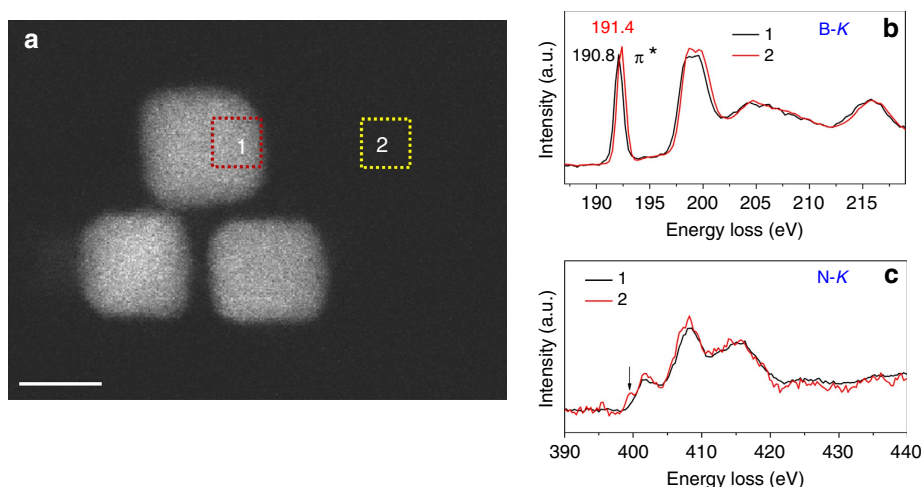 a
1
2
b
B-K
191.4
190.8
π*
1
2
Intensity (a.u.)
190 195 200 205 210 215
Energy loss (eV)
c
N-K
1
2
Intensity (a.u.)
390 400 410 420 430 440
Energy loss (eV)